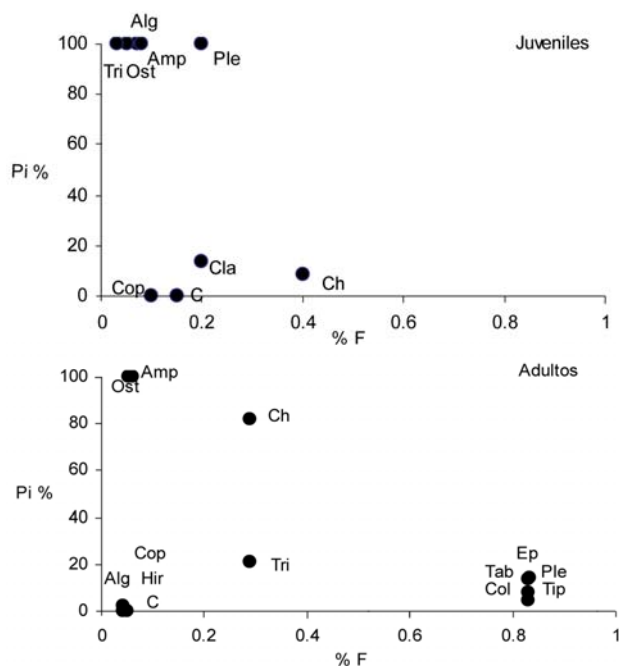 Alg
100
Juveniles
Amp
Ple
Tri Ost
80
60
Pi %
40
20
Cla
Ch
Cop
C
0
0
0.2
0.4
0.6
0.8
1
% F
100
Amp
Adultos
Ost
Ch
80
60
Pi %
40
Cop
Ep
20
Tri
Alg
Hir
Tab
Ple
C
Col
Tip
0
0
0.2
0.4
0.6
0.8
1
% F